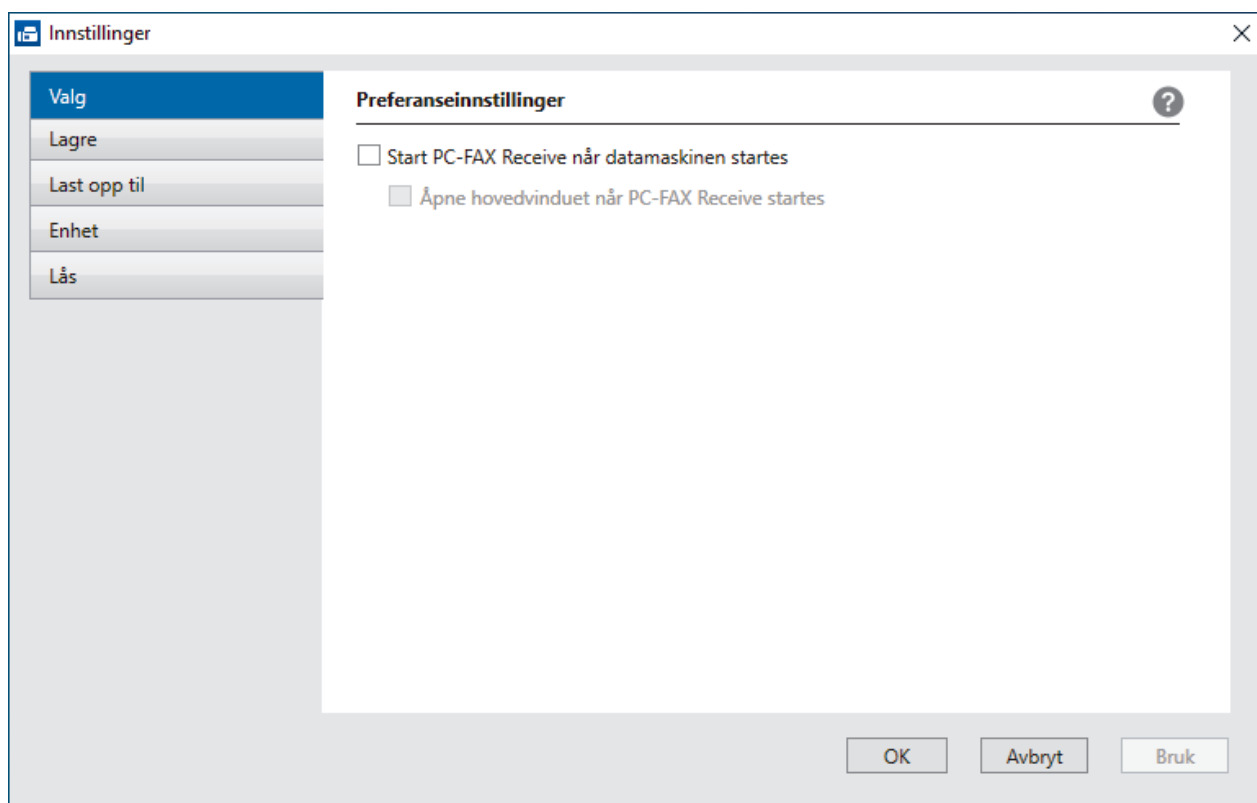 Innstillinger
Valg
Lagre
Last opp til
Enhet
Lås
Preferanseinnstillinger
?
Start PC-FAX Receive når datamaskinen startes
Åpne hovedvinduet når PC-FAX Receive startes
OK
Avbryt
Bruk